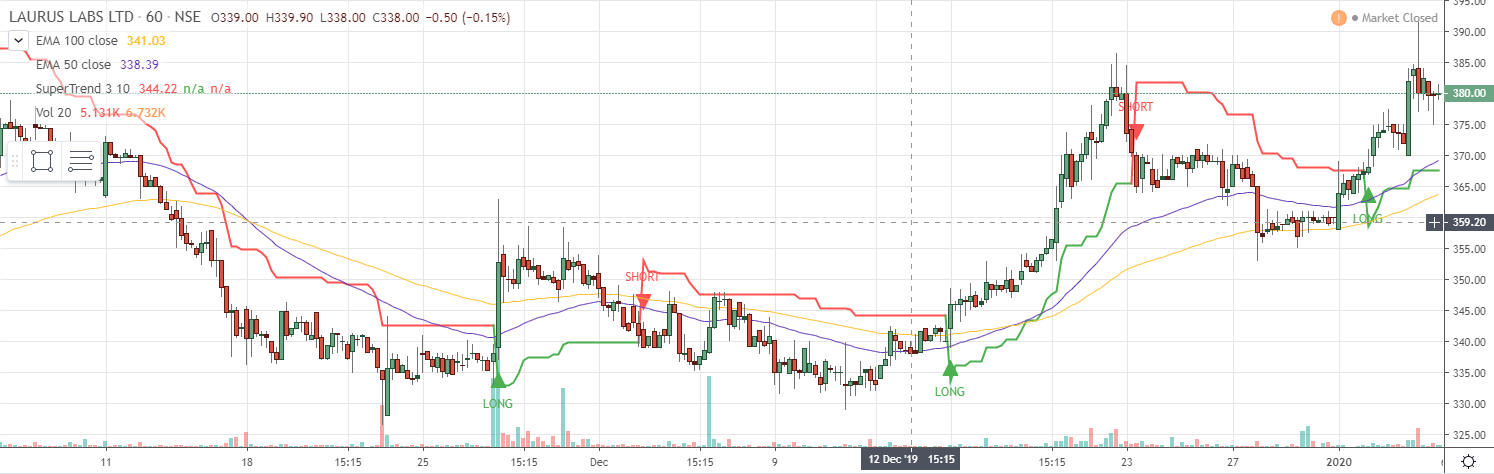 LAURUS LABS LTD · 60 · NSE O339.00 H339.90 L338.00 C338.00 −0.50 (−0.15%)
Market Closed
EMA 100 close 341.03
EMA 50 close 338.39
SuperTrend 3 10 344.22 n/a n/a
Vol 20 5.131K 6.732K
395.00
390.00
385.00
380.00
375.00
370.00
365.00
359.20
355.00
350.00
345.00
340.00
335.00
330.00
325.00
SHORT
LONG
SHORT
LONG
LONG
11 18 15:15 25 15:15 Dec 15:15 9 12 Dec '19 15:15 15:15 23 27 2020 6